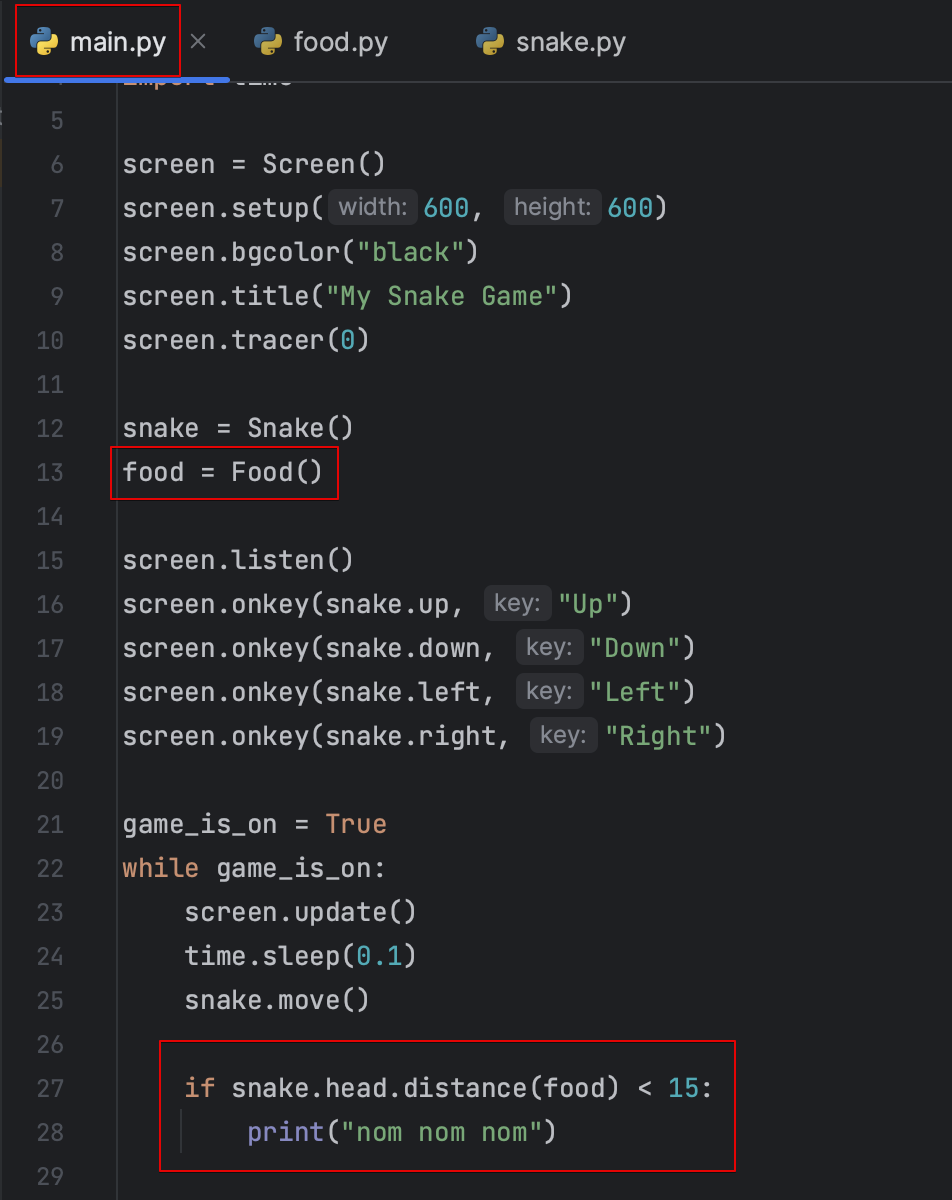 main.py × food.py snake.py
5
6 screen = Screen()
7 screen.setup( width: 600, height: 600)
8 screen.bgcolor("black")
9 screen.title("My Snake Game")
10 screen.tracer(0)
11
12 snake = Snake()
13 food = Food()
14
15 screen.listen()
16 screen.onkey(snake.up, key: "Up")
17 screen.onkey(snake.down, key: "Down")
18 screen.onkey(snake.left, key: "Left")
19 screen.onkey(snake.right, key: "Right")
20
21 game_is_on = True
22 while game_is_on:
23     screen.update()
24     time.sleep(0.1)
25     snake.move()
26
27     if snake.head.distance(food) < 15:
28         print("nom nom nom")
29